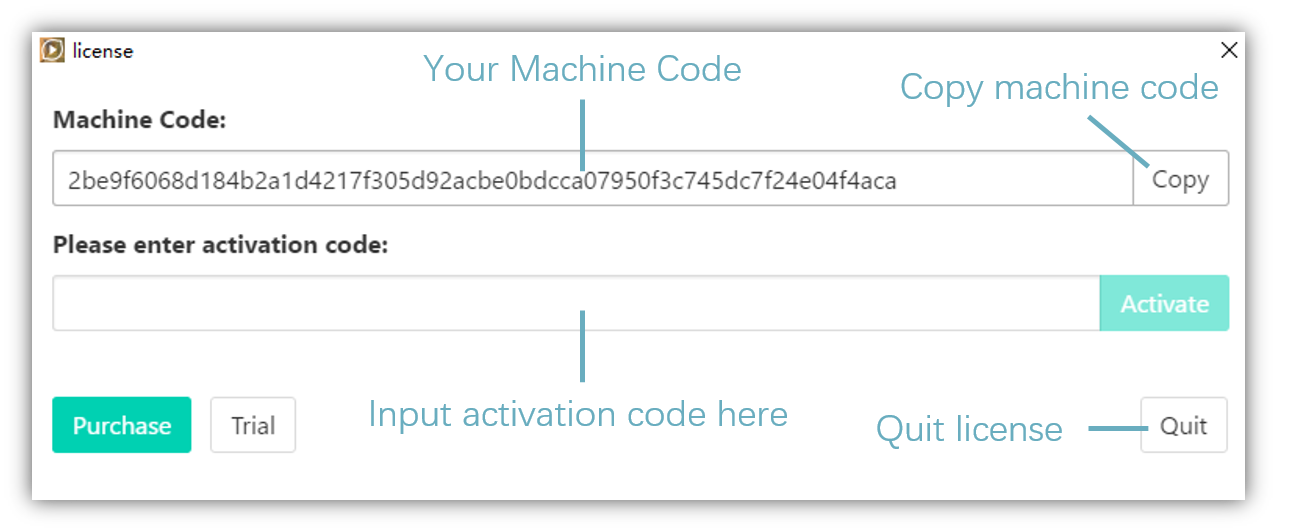 license
Your Machine Code
Copy machine code
Machine Code:
2be9f6068d184b2a1d4217f305d92acbe0bdcca07950f3c745dc7f24e04f4aca
Copy
Please enter activation code:
Activate
Purchase
Trial
Input activation code here
Quit license
Quit